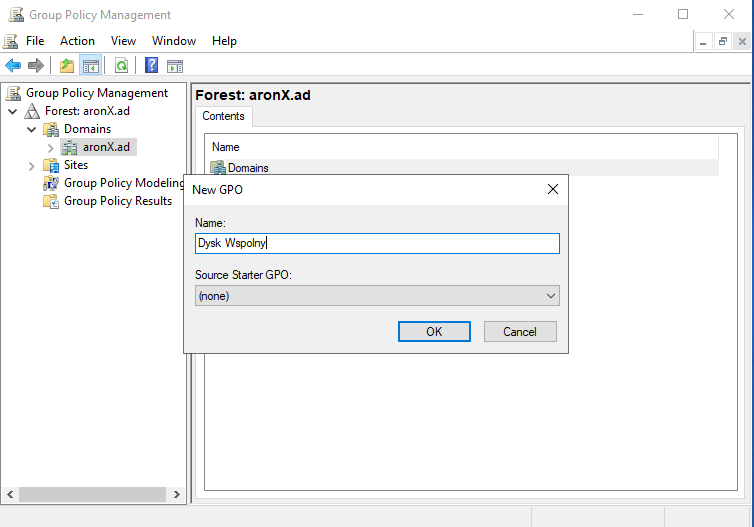 Group Policy Management
File Action View Window Help
Group Policy Management
Forest: aronX.ad
Domains
aronX.ad
Sites
Group Policy Modeling
Group Policy Results
Forest: aronX.ad
Contents
Name
Domains
New GPO
Name:
Dysk Wspolny
Source Starter GPO:
(none)
OK Cancel